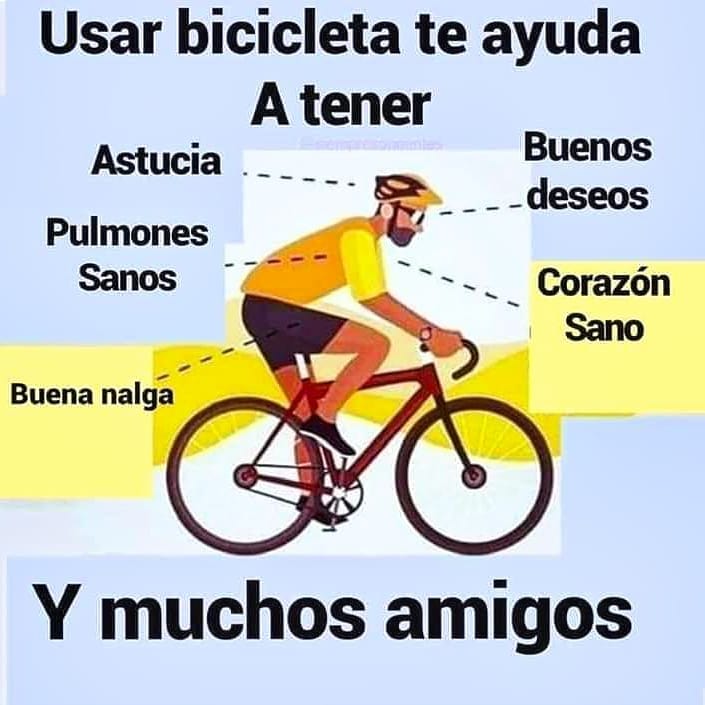 Usar bicicleta te ayuda
A tener
Astucia
Buenos
deseos
Pulmones
Sanos
Corazón
Sano
Buena nalga
Y muchos amigos